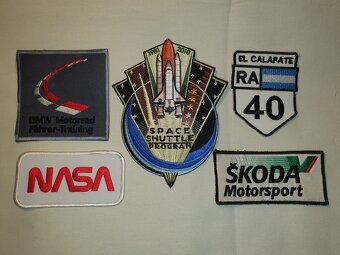 BMW Motorrad
Fahrer-Training
NASA
SPACE
SHUTTLE
PROGRAM
EL CALAFATE
RA
40
ŠKODA
Motorsport